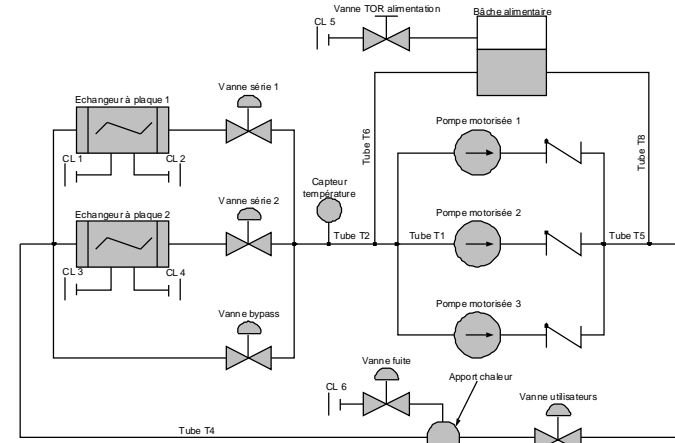 Vanne TOR alimentation
Bâche alimentaire
CL 5
Vanne série 1
Echangeur à plaque 1
Pompe motorisée 1
Tube T6
Tube T8
CL 1
CL 2
Capteur
température
Vanne série 2
Echangeur à plaque 2
Pompe motorisée 2
Tube T2
Tube T1
Tube T5
CL 3
CL 4
Vanne bypass
Pompe motorisée 3
Vanne fuite
Apport chaleur
CL 6
Vanne utilisateurs
Tube T4